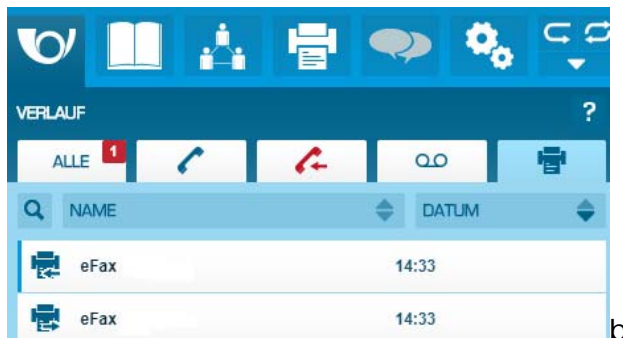 VERLAUF ?
ALLE 1
NAME DATUM
eFax 14:33
eFax 14:33
b